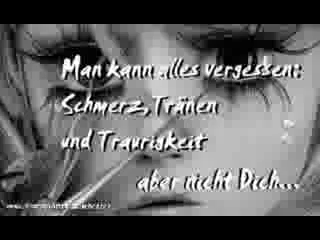 Man kann alles vergessen:
Schmerz, Tränen
und Traurigkeit
aber nicht Dich...